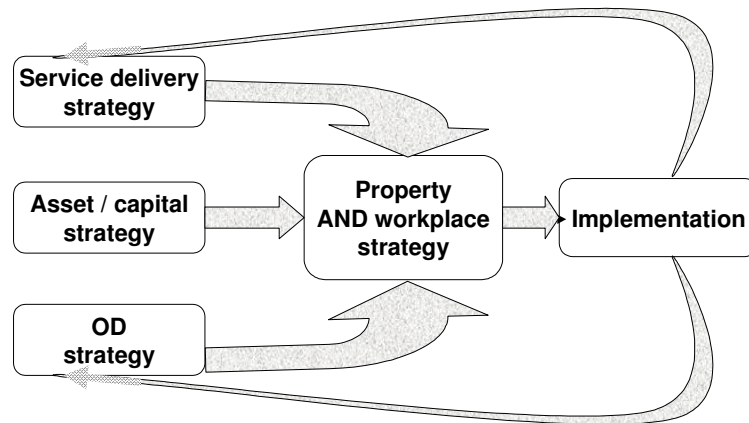 Service delivery
strategy
Asset / capital
strategy
OD
strategy
Property
AND workplace
strategy
Implementation